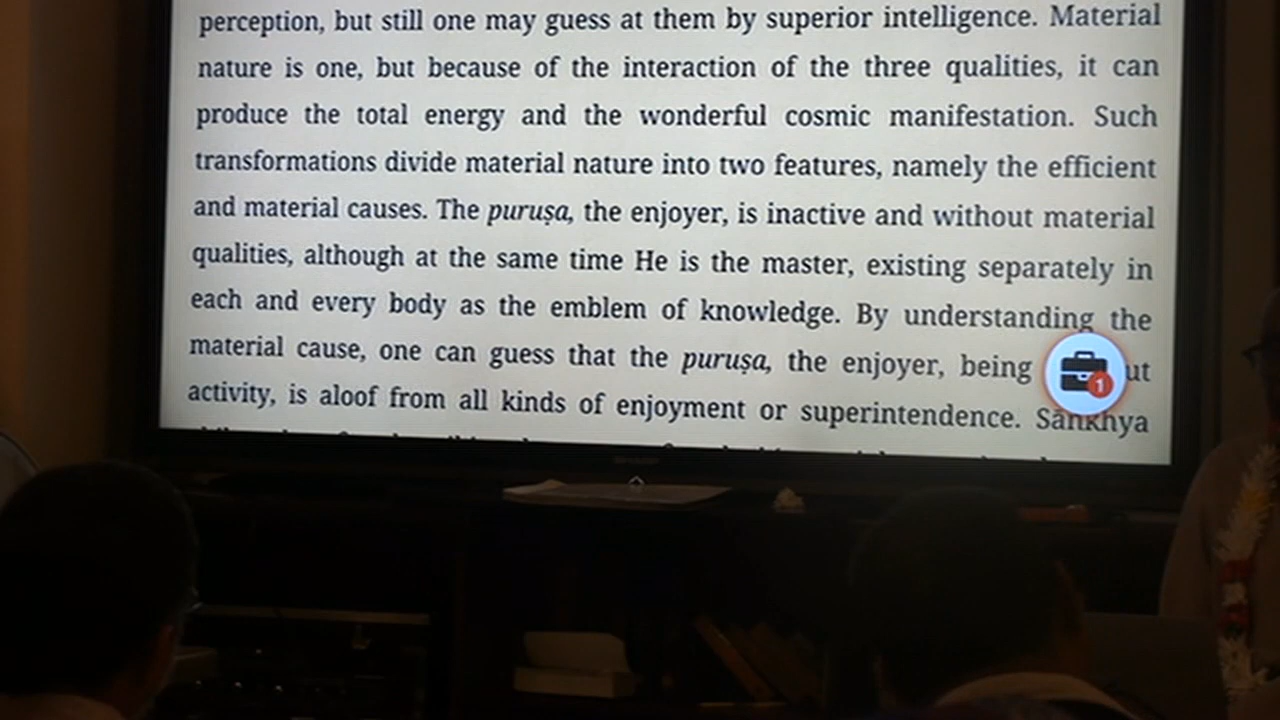 perception, but still one may guess at them by superior intelligence. Material
nature is one, but because of the interaction of the three qualities, it can
produce the total energy and the wonderful cosmic manifestation. Such
transformations divide material nature into two features, namely the efficient
and material causes. The puruṣa, the enjoyer, is inactive and without material
qualities, although at the same time He is the master, existing separately in
each and every body as the emblem of knowledge. By understanding the
material cause, one can guess that the puruṣa, the enjoyer, being ut
activity, is aloof from all kinds of enjoyment or superintendence. Sāṅkhya
1